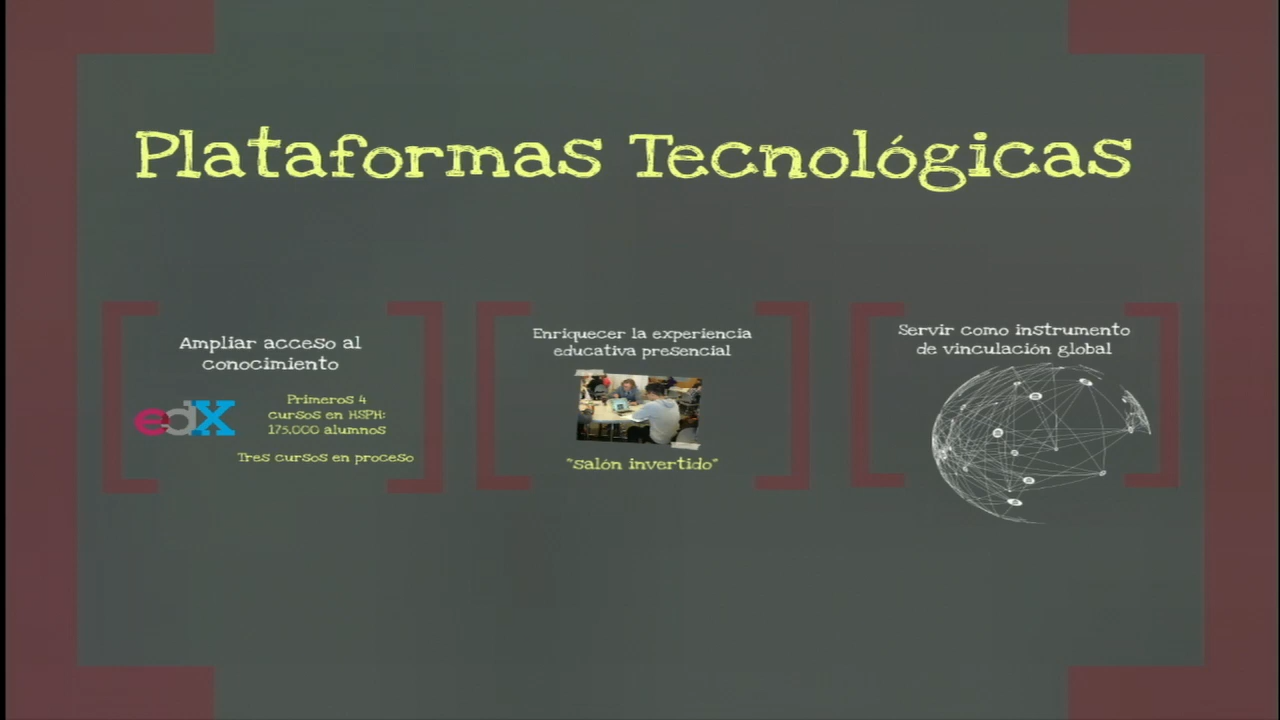 Plataformas Tecnológicas
Ampliar acceso al
conocimiento
edX
Primeros 4
cursos en HSPH:
175,000 alumnos
Tres cursos en proceso
Enriquecer la experiencia
educativa presencial
"salón invertido"
Servir como instrumento
de vinculación global